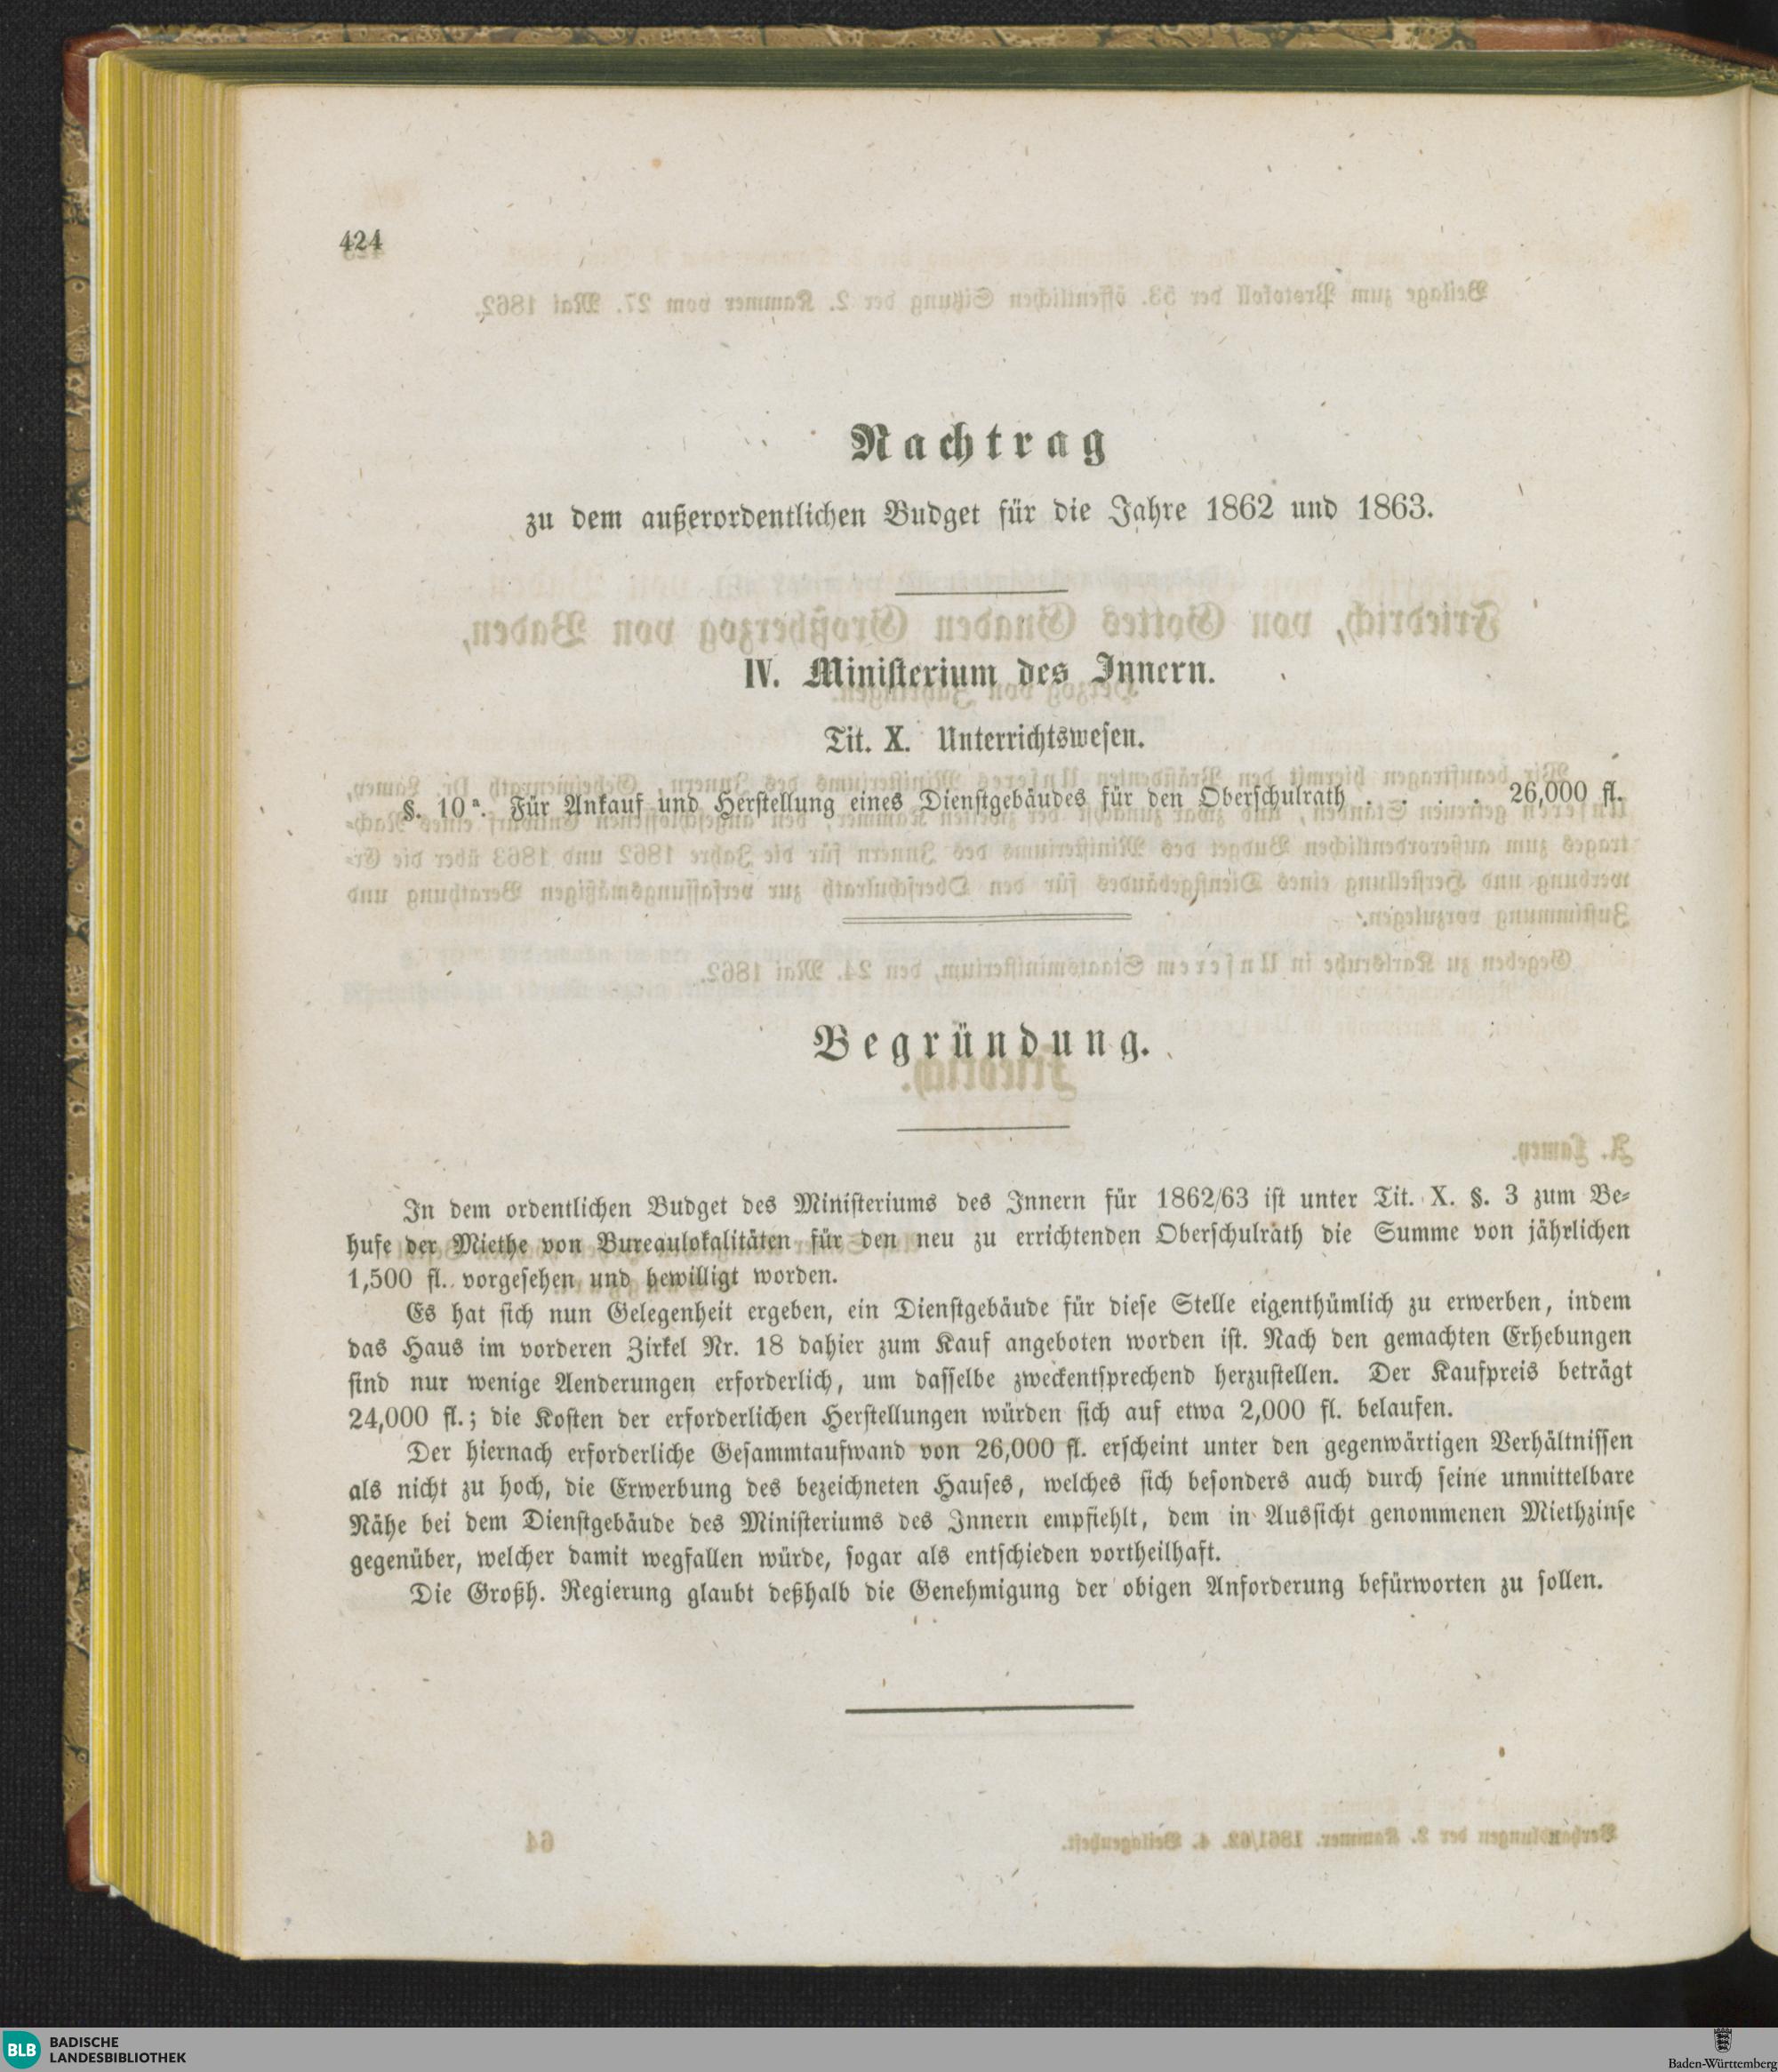 424
Nachtrag
zu dem außerordentlichen Budget für die Jahre 1862 und 1863.
IV. Ministerium des Innern.
Tit. X. Unterrichtswesen.
§. 10 a. Für Ankauf und Herstellung eines Dienstgebäudes für den Oberschulrath . . . . 26,000 fl.
Begründung.
In dem ordentlichen Budget des Ministeriums des Innern für 1862/63 ist unter Tit. X. §. 3 zum Be-
hufe der Miethe von Bureaulokalitäten für den neu zu errichtenden Oberschulrath die Summe von jährlichen
1,500 fl. vorgesehen und bewilligt worden.
Es hat sich nun Gelegenheit ergeben, ein Dienstgebäude für diese Stelle eigenthümlich zu erwerben, indem
das Haus im vorderen Zirkel Nr. 18 dahier zum Kauf angeboten worden ist. Nach den gemachten Erhebungen
sind nur wenige Aenderungen erforderlich, um dasselbe zweckentsprechend herzustellen. Der Kaufpreis beträgt
24,000 fl.; die Kosten der erforderlichen Herstellungen würden sich auf etwa 2,000 fl. belaufen.
Der hiernach erforderliche Gesammtaufwand von 26,000 fl. erscheint unter den gegenwärtigen Verhältnissen
als nicht zu hoch, die Erwerbung des bezeichneten Hauses, welches sich besonders auch durch seine unmittelbare
Nähe bei dem Dienstgebäude des Ministeriums des Innern empfiehlt, dem in Aussicht genommenen Miethzinse
gegenüber, welcher damit wegfallen würde, sogar als entschieden vortheilhaft.
Die Großh. Regierung glaubt deßhalb die Genehmigung der obigen Anforderung befürworten zu sollen.
BLB BADISCHE
LANDESBIBLIOTHEK
Baden-Württemberg